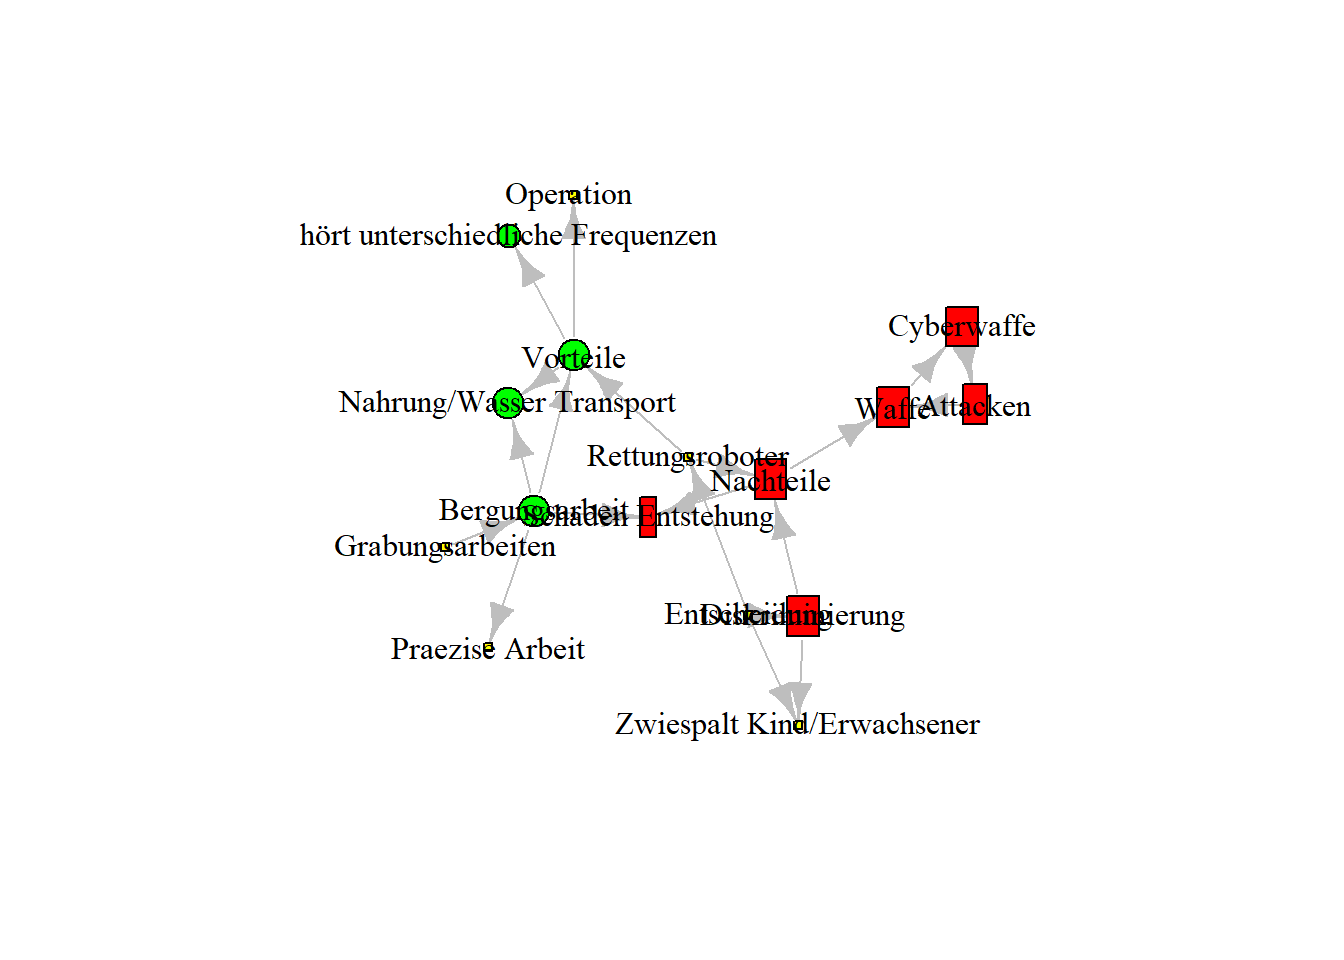 Operation
hört unterschiedliche Frequenzen
Cyberwaffe
Vorteile
Nahrung/Wasser Transport
Waffe
Attacken
Rettungsroboter
Nachteile
Bergungsarbeit
Schaden Entstehung
Grabungsarbeiten
Entscheidung
Diskriminierung
Praezise Arbeit
Zwiespalt Kind/Erwachsener